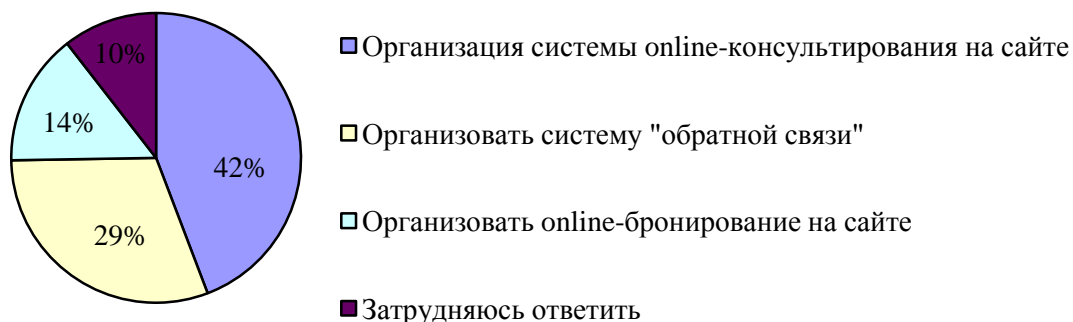 10%
14%
42%
29%
Организация системы online-консультирования на сайте
Организовать систему "обратной связи"
Организовать online-бронирование на сайте
Затрудняюсь ответить